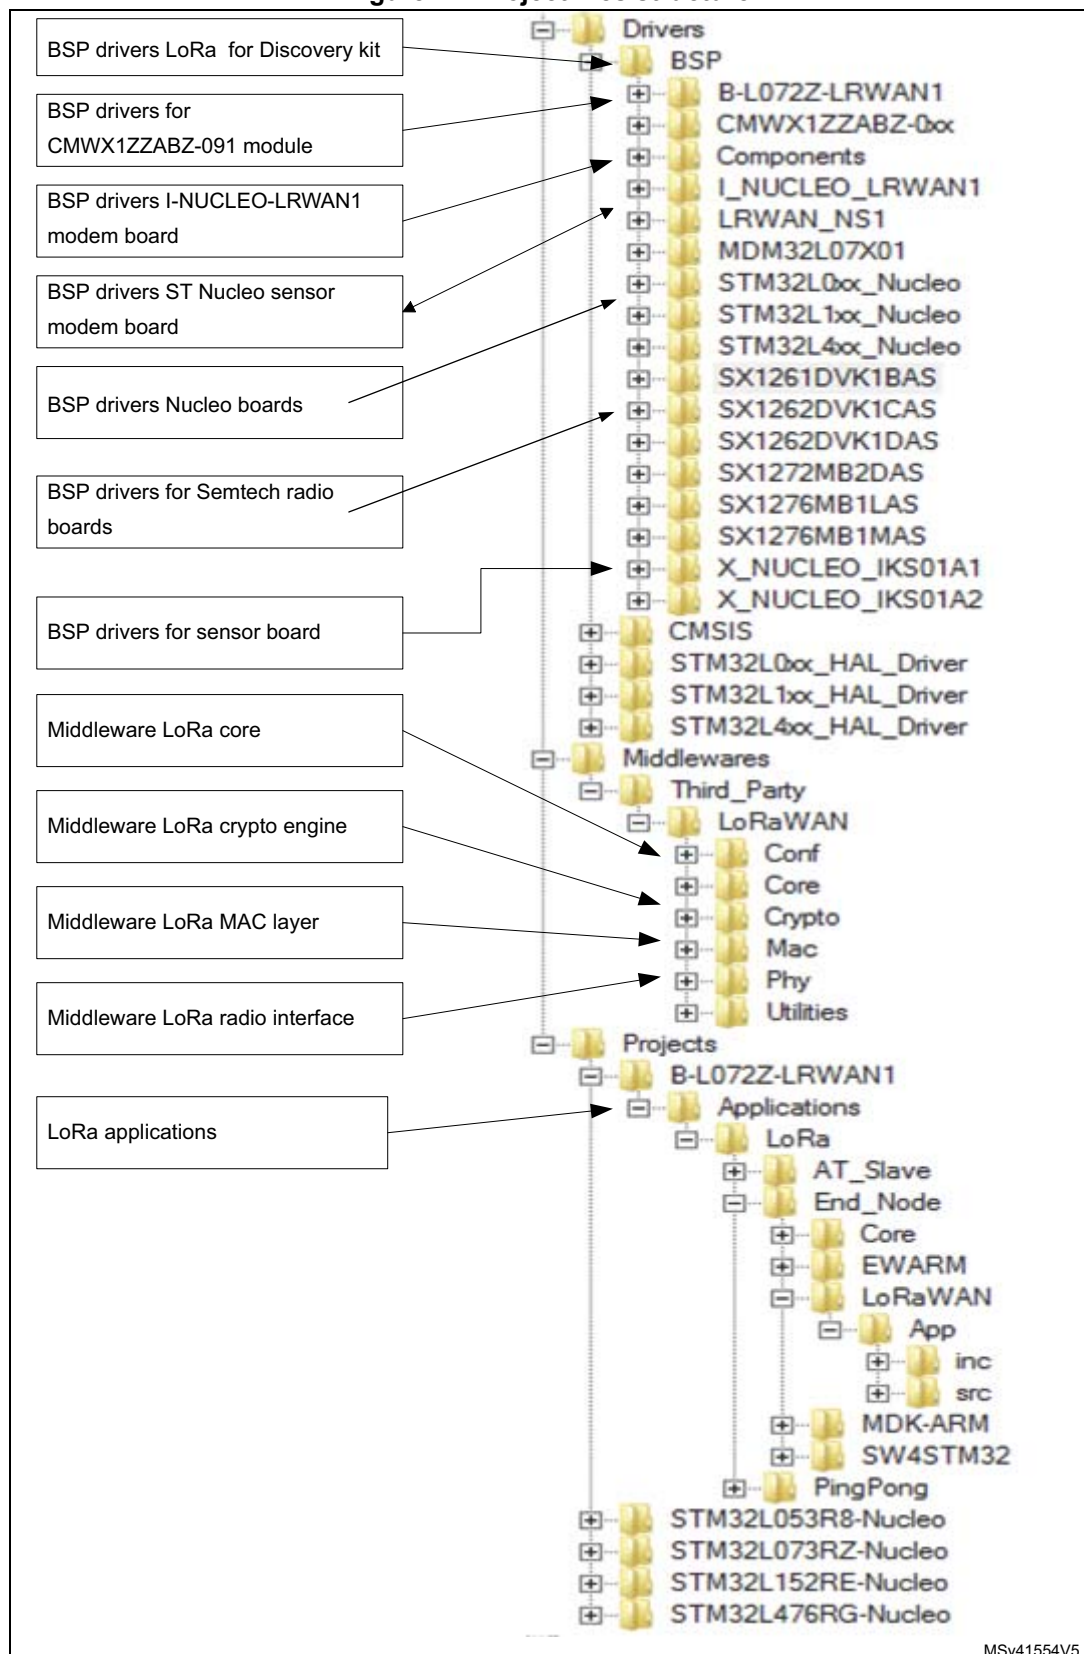 BSP drivers LoRa  for Discovery kit
BSP drivers for
CMWX1ZZABZ-091 module
BSP drivers I-NUCLEO-LRWAN1
modem board
BSP drivers ST Nucleo sensor
modem board
BSP drivers Nucleo boards
BSP drivers for Semtech radio
boards
BSP drivers for sensor board
Middleware LoRa core
Middleware LoRa crypto engine
Middleware LoRa MAC layer
Middleware LoRa radio interface
LoRa applications
Drivers
BSP
B-L072Z-LRWAN1
CMWX1ZZABZ-0xx
Components
I_NUCLEO_LRWAN1
LRWAN_NS1
MDM32L07X01
STM32L0xx_Nucleo
STM32L1xx_Nucleo
STM32L4xx_Nucleo
SX1261DVK1BAS
SX1262DVK1CAS
SX1262DVK1DAS
SX1272MB2DAS
SX1276MB1LAS
SX1276MB1MAS
X_NUCLEO_IKS01A1
X_NUCLEO_IKS01A2
CMSIS
STM32L0xx_HAL_Driver
STM32L1xx_HAL_Driver
STM32L4xx_HAL_Driver
Middlewares
Third_Party
LoRaWAN
Conf
Core
Crypto
Mac
Phy
Utilities
Projects
B-L072Z-LRWAN1
Applications
LoRa
AT_Slave
End_Node
Core
EWARM
LoRaWAN
App
inc
src
MDK-ARM
SW4STM32
PingPong
STM32L053R8-Nucleo
STM32L073RZ-Nucleo
STM32L152RE-Nucleo
STM32L476RG-Nucleo
MSv41554V5